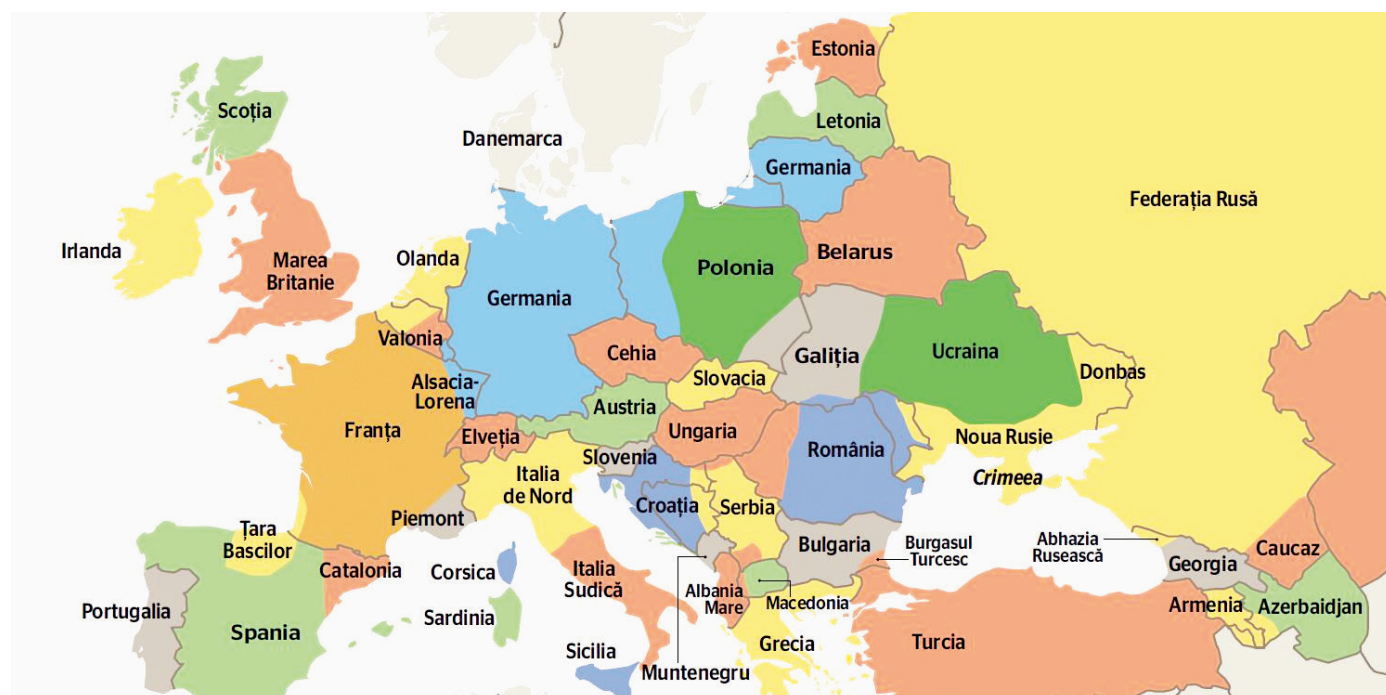 Estonia
Scoția
Letonia
Danemarca
Germania
Federația Rusă
Irlanda
Marea
Britanie
Olanda
Polonia
Belarus
Germania
Valonia
Cehia
Galiția
Ucraina
Donbas
Slovacia
Alsacia-
Lorena
Austria
Franța
Elveția
Ungaria
România
Noua Rusie
Slovenia
Crimeea
Italia
de Nord
Croația
Serbia
Piemont
Țara
Bascilor
Bulgaria
Burgasul
Turcesc
Abhazia
Rusească
Caucaz
Georgia
Catalonia
Corsica
Italia
Sudică
Albania
Mare
Macedonia
Armenia
Azerbaidjan
Portugalia
Spania
Sardinia
Sicilia
Muntenegru
Grecia
Turcia